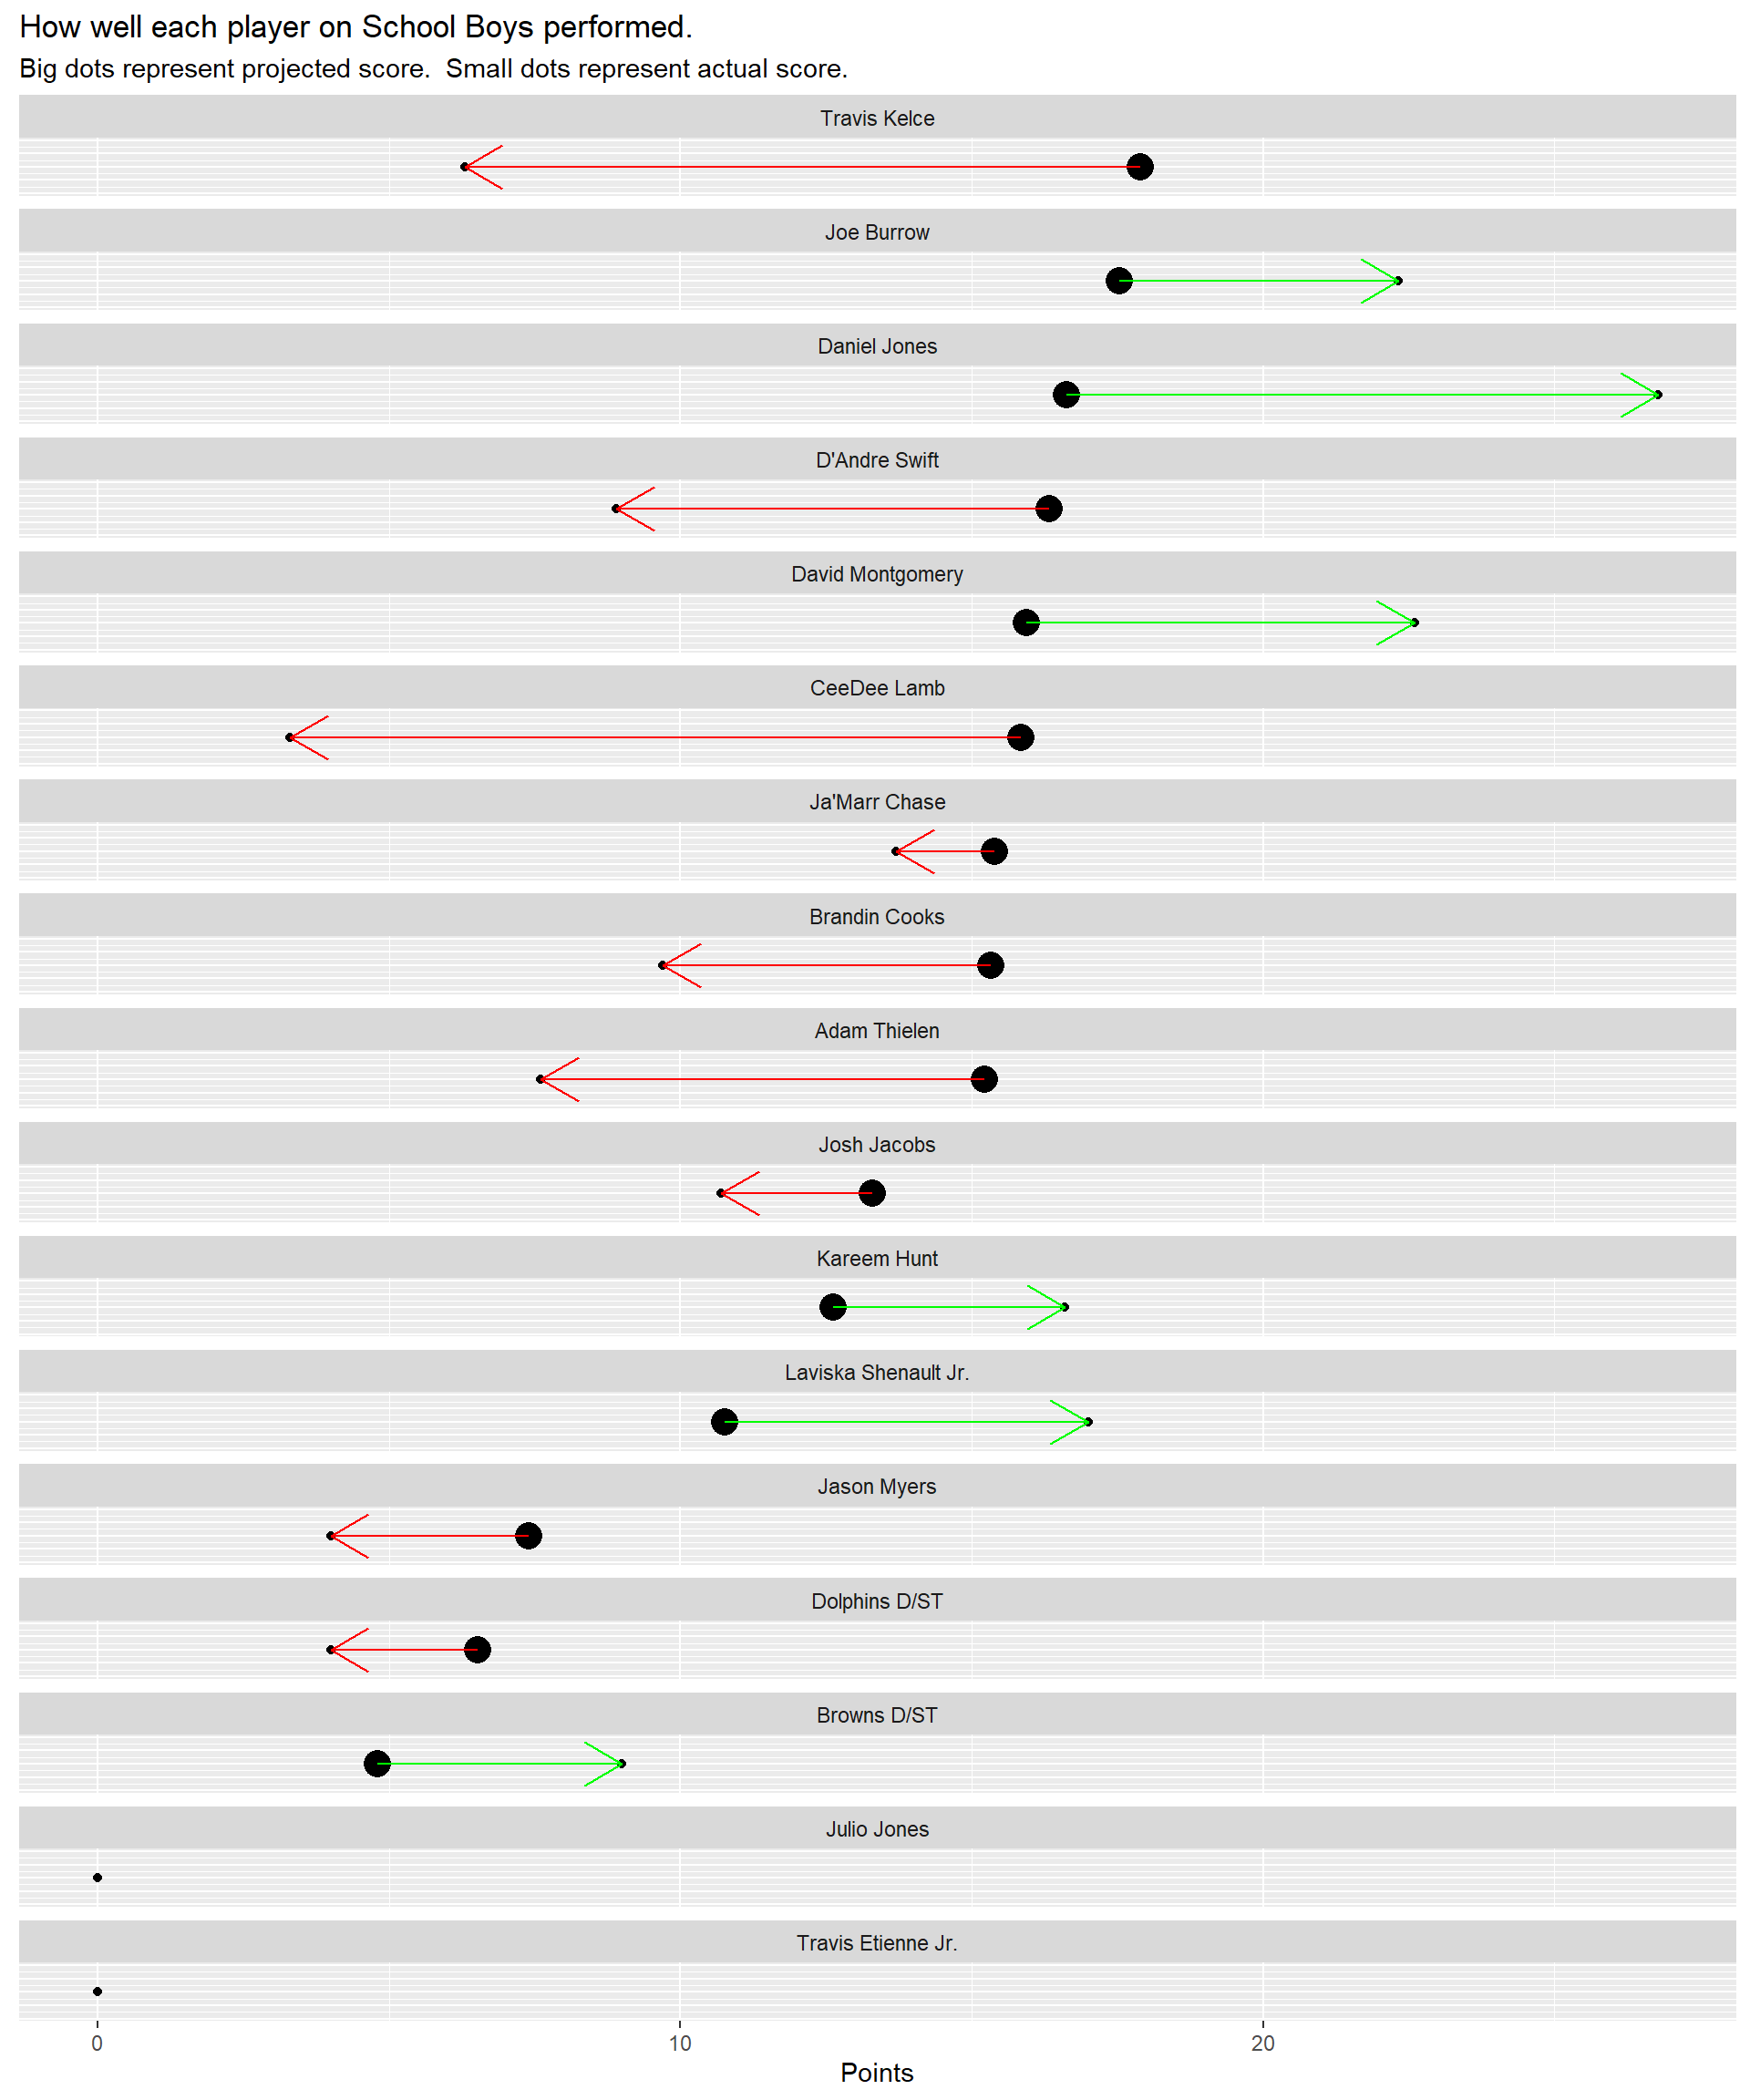 How well each player on School Boys performed.
Big dots represent projected score.  Small dots represent actual score.
Travis Kelce
Joe Burrow
Daniel Jones
D'Andre Swift
David Montgomery
CeeDee Lamb
Ja'Marr Chase
Brandin Cooks
Adam Thielen
Josh Jacobs
Kareem Hunt
Laviska Shenault Jr.
Jason Myers
Dolphins D/ST
Browns D/ST
Julio Jones
Travis Etienne Jr.
0 10 20
Points